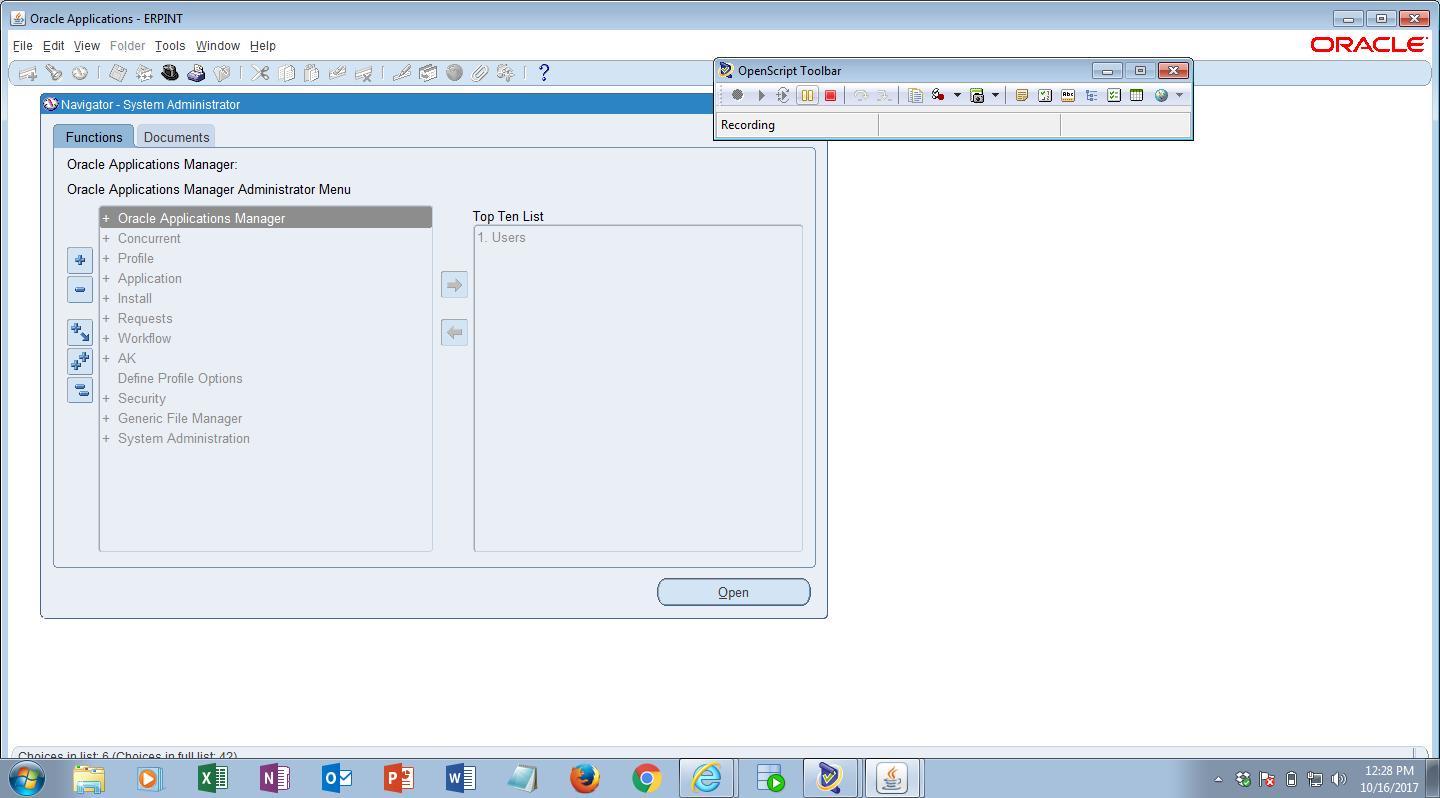 Oracle Applications - ERPINT
File Edit View Folder Tools Window Help
ORACLE
OpenScript Toolbar
Recording
Navigator - System Administrator
Functions Documents
Oracle Applications Manager:
Oracle Applications Manager Administrator Menu
+ Oracle Applications Manager
+ Concurrent
+ Profile
+ Application
+ Install
+ Requests
+ Workflow
+ AK
Define Profile Options
+ Security
+ Generic File Manager
+ System Administration
Top Ten List
1. Users
Open
Choices in list: 6 (Choices in full list: 42)
12:28 PM
10/16/2017